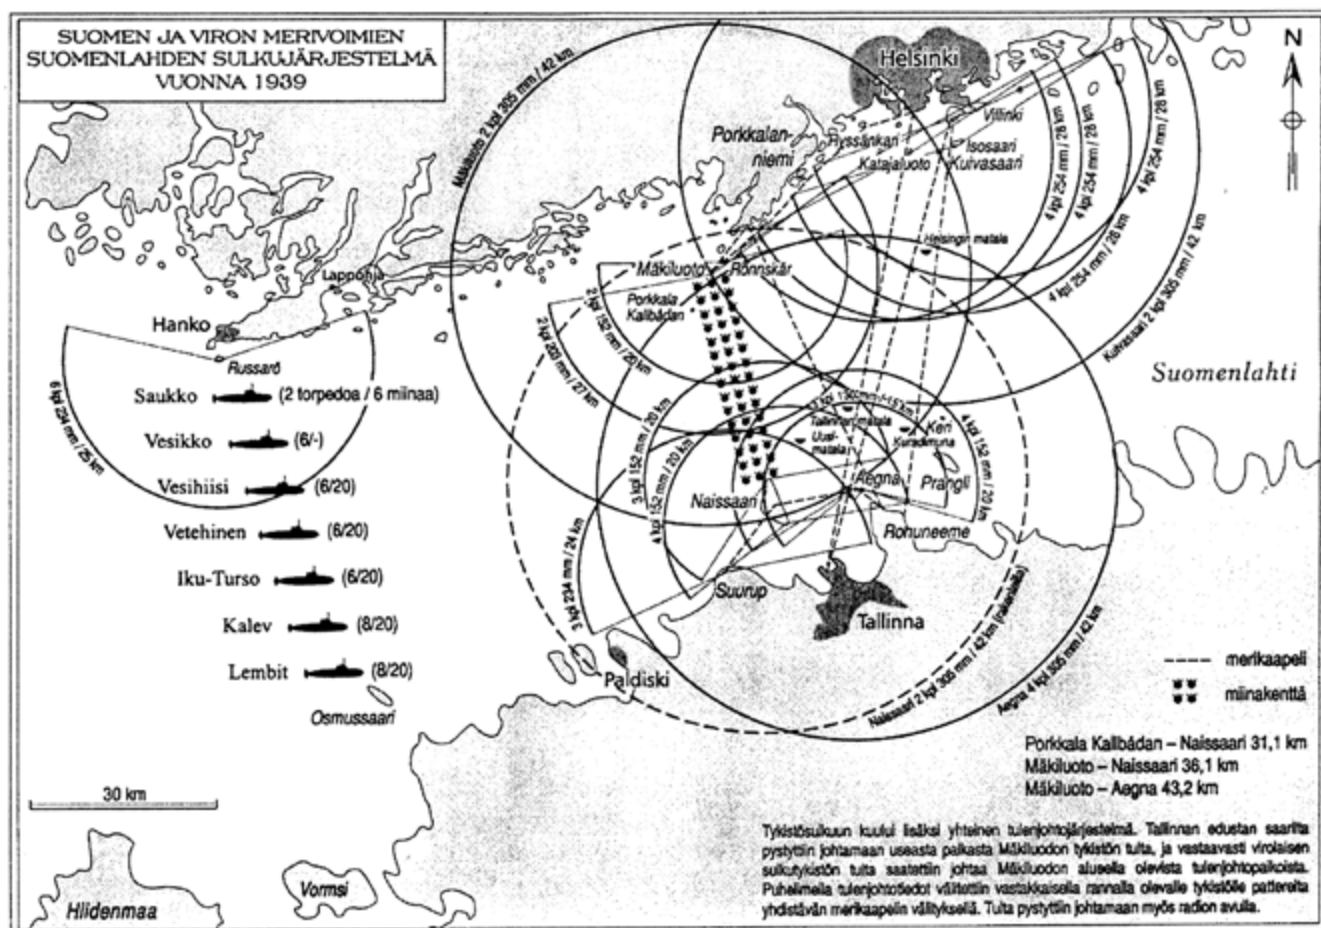 SUOMEN JA VIRON MERIVOIMIEN
SUOMENLAHDEN SULKUJÄRJESTELMÄ
VUONNA 1939
N
Helsinki
Mäkiluoto 2 kpl 305 mm / 42 km
Porkkalan-
niemi
Ryssänkari
Villinki
Katajaluoto
Isosaari
Kuivasaari
4 kpl 254 mm / 28 km
4 kpl 254 mm / 28 km
4 kpl 254 mm / 28 km
4 kpl 254 mm / 28 km
Kuivasaari 2 kpl 305 mm / 42 km
Helsingin matala
Lappohja
Hanko
Russarö
6 kpl 234 mm / 25 km
Mäkiluoto
Rönnskär
Porkkala
Kallbådan
2 kpl 152 mm / 20 km
2 kpl 203 mm / 27 km
Suomenlahti
Saukko (2 torpedoa / 6 miinaa)
Vesikko (6/-)
Vesihiisi (6/20)
Vetehinen (6/20)
Iku-Turso (6/20)
Kalev (8/20)
Lembit (8/20)
Osmussaari
3 kpl 152 mm / 20 km
4 kpl 152 mm / 20 km
3 kpl 234 mm / 24 km
Tallinnan matala
Uusi-
matala
Keri
Kuradimuna
4 kpl 152 mm / 20 km
Naissaari
Aegna
Prangli
Rohuneeme
Suurup
Tallinna
Paldiski
Naissaari 2 kpl 305 mm / 42 km
Aegna 4 kpl 305 mm / 42 km
merikaapeli
miinakenttä
Porkkala Kallbådan – Naissaari 31,1 km
Mäkiluoto – Naissaari 36,1 km
Mäkiluoto – Aegna 43,2 km
30 km
Hiidenmaa
Vormsi
Tykistösulkuun kuului lisäksi yhteinen tulenjohtojärjestelmä. Tallinnan edustan saarilta
pystyttiin johtamaan useasta paikasta Mäkiluodon tykistön tulta, ja vastaavasti virolaisen
sulkutykistön tulta saatettiin johtaa Mäkiluodon alueella olevista tulenjohtopaikoista.
Puhelimella tulenjohtotiedot välitettiin vastakkaisella rannalla olevalle tykistölle pattereita
yhdistävän merikaapelin välityksellä. Tulta pystyttiin johtamaan myös radion avulla.